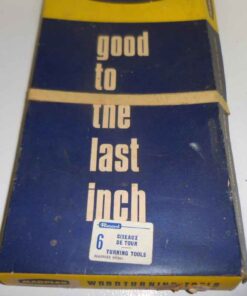 good
to
the
last
inch
Marples
6
CISEAUX
DE TOUR
TURNING TOOLS
MARPLES
WOODTURNING TOOLS